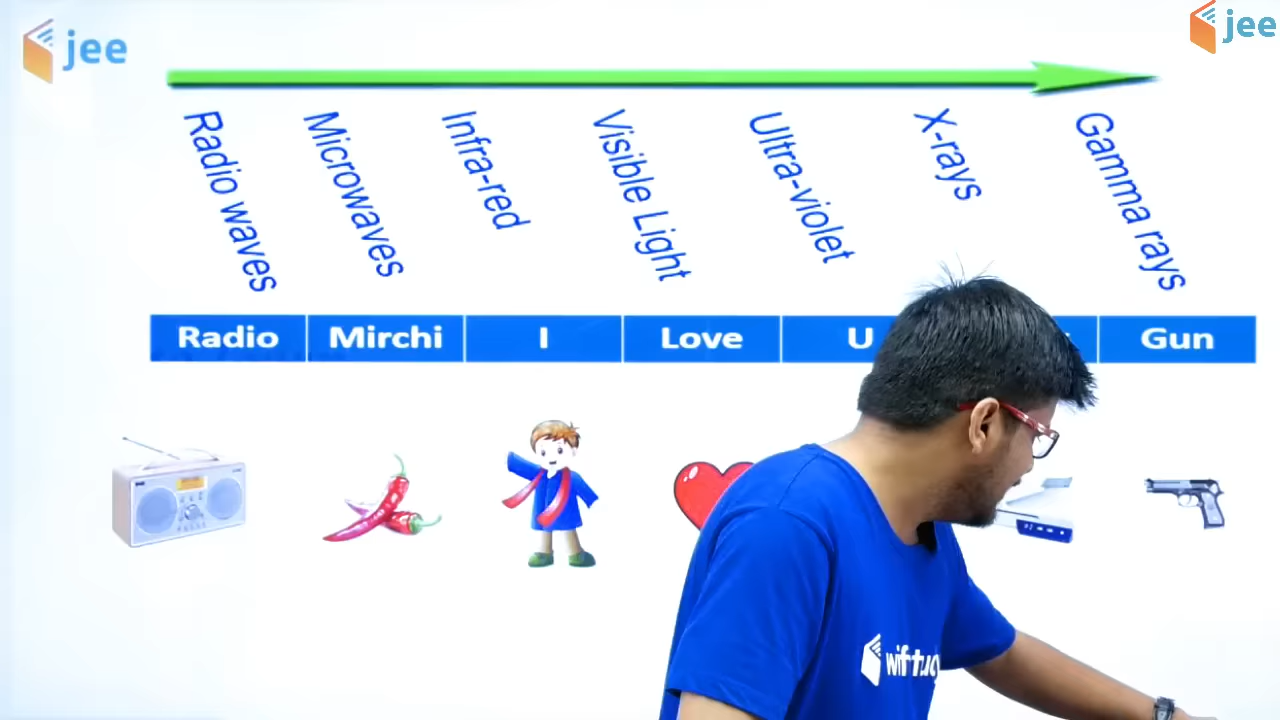 jee
jee
Radio waves
Microwaves
Infra-red
Visible Light
Ultra-violet
X-rays
Gamma rays
Radio Mirchi I Love U Gun